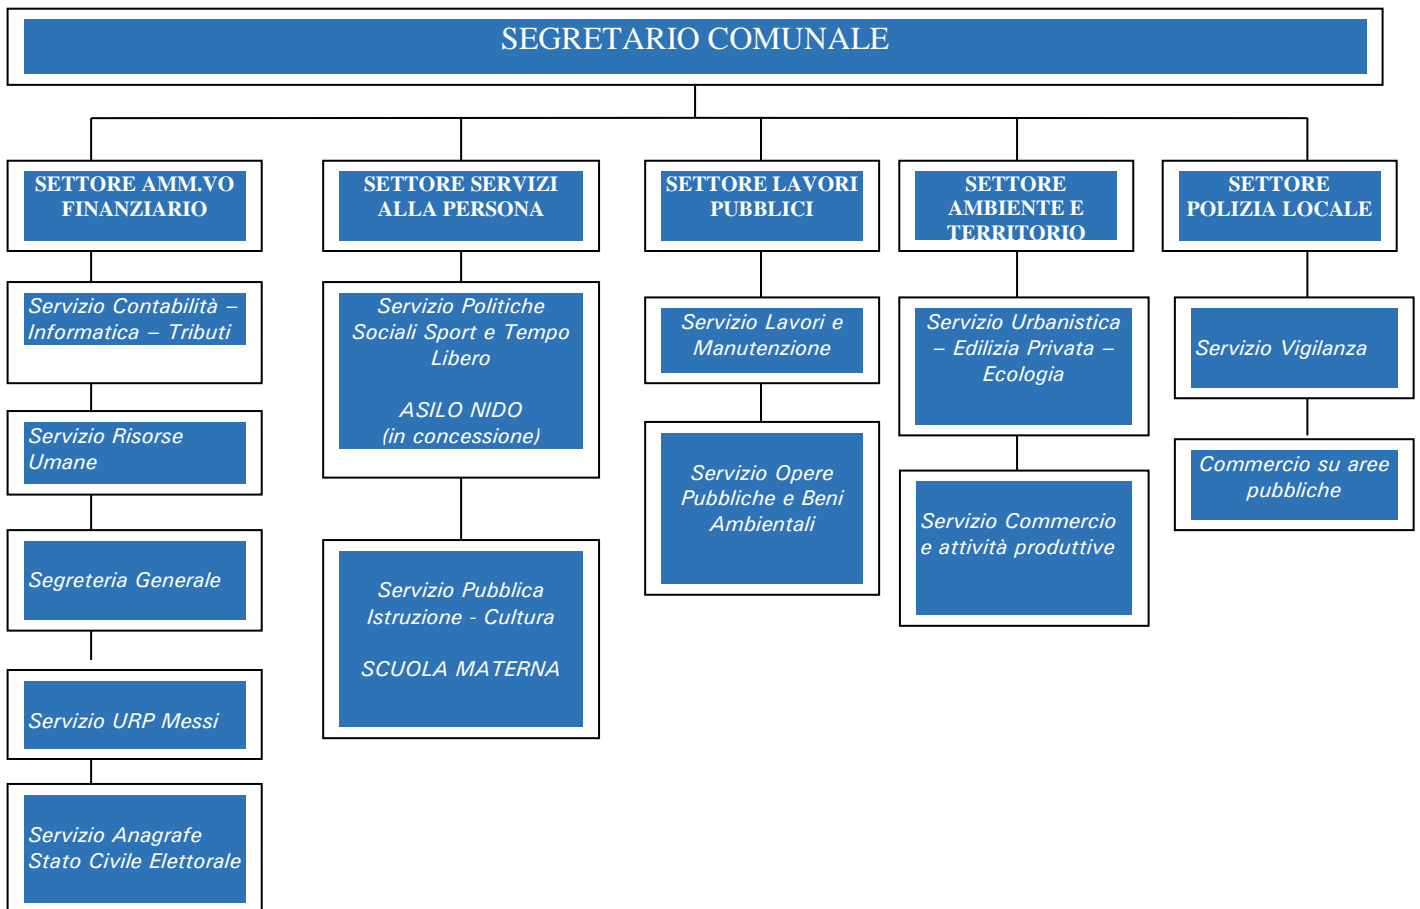 SEGRETARIO COMUNALE
SETTORE AMM.VO
FINANZIARIO
Servizio Contabilità –
Informatica – Tributi
Servizio Risorse
Umane
Segreteria Generale
Servizio URP Messi
Servizio Anagrafe
Stato Civile Elettorale
SETTORE SERVIZI
ALLA PERSONA
Servizio Politiche
Sociali Sport e Tempo
Libero
ASILO NIDO
(in concessione)
Servizio Pubblica
Istruzione - Cultura
SCUOLA MATERNA
SETTORE LAVORI
PUBBLICI
Servizio Lavori e
Manutenzione
Servizio Opere
Pubbliche e Beni
Ambientali
SETTORE
AMBIENTE E
TERRITORIO
Servizio Urbanistica
– Edilizia Privata –
Ecologia
Servizio Commercio
e attività produttive
SETTORE
POLIZIA LOCALE
Servizio Vigilanza
Commercio su aree
pubbliche